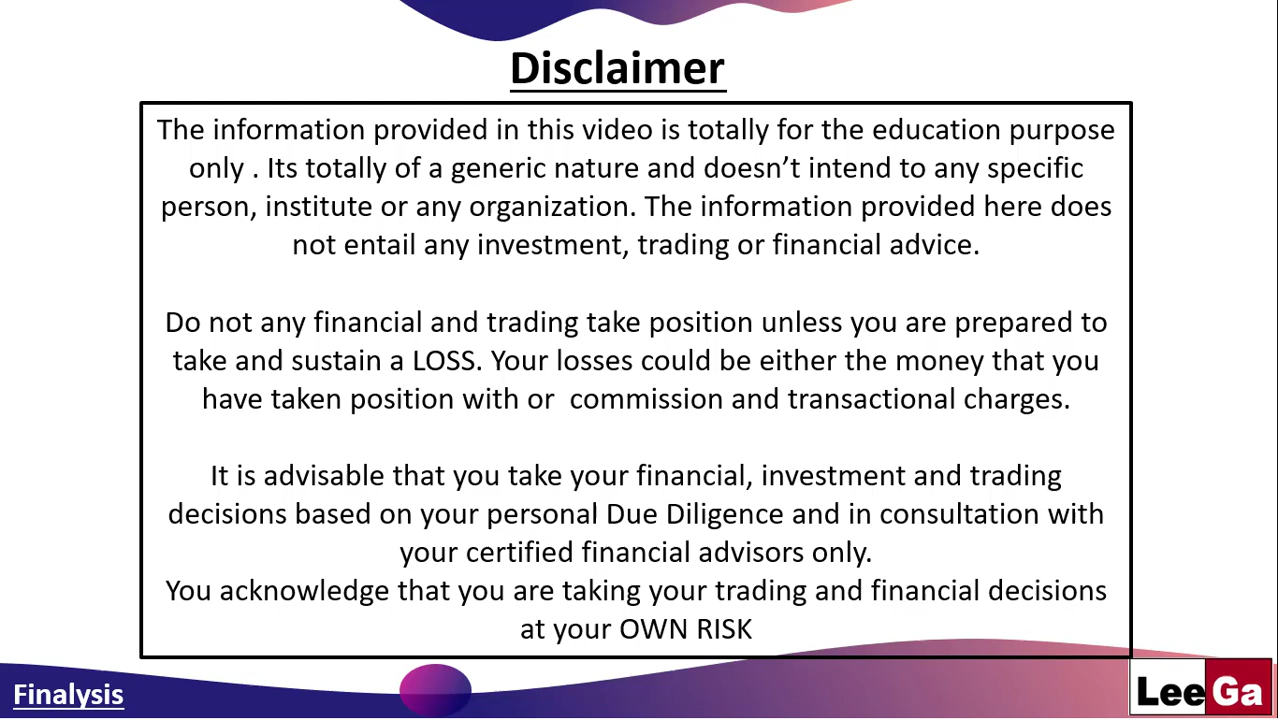 Disclaimer
The information provided in this video is totally for the education purpose
only . Its totally of a generic nature and doesn’t intend to any specific
person, institute or any organization. The information provided here does
not entail any investment, trading or financial advice.
Do not any financial and trading take position unless you are prepared to
take and sustain a LOSS. Your losses could be either the money that you
have taken position with or  commission and transactional charges.
It is advisable that you take your financial, investment and trading
decisions based on your personal Due Diligence and in consultation with
your certified financial advisors only.
You acknowledge that you are taking your trading and financial decisions
at your OWN RISK
Finalysis
LeeGa